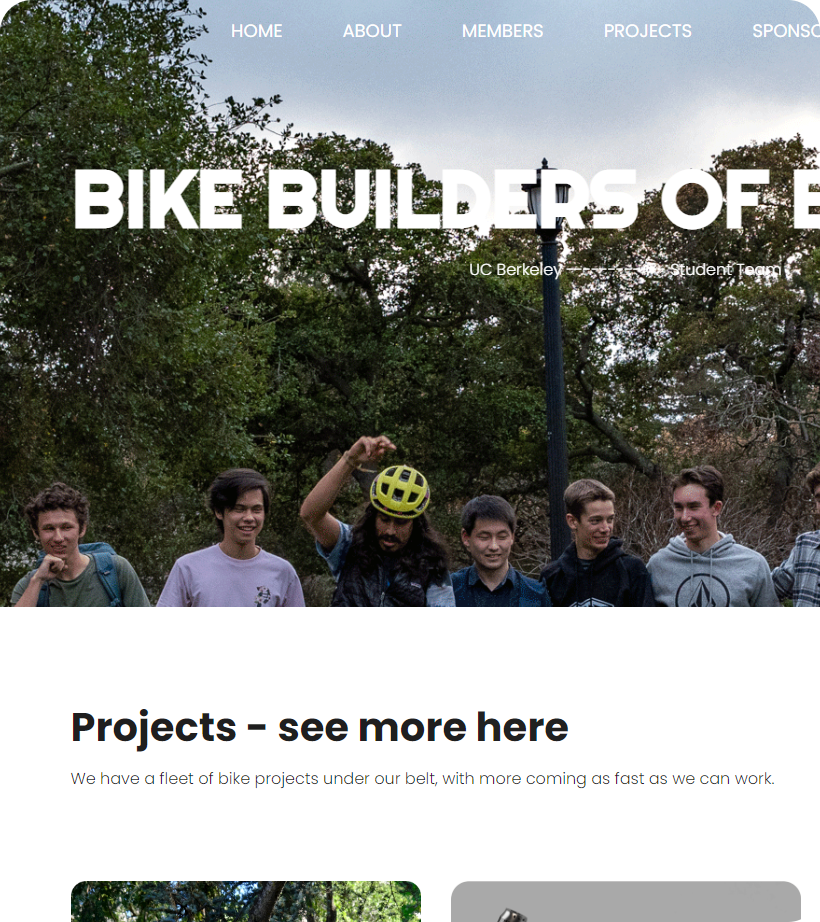 HOME ABOUT MEMBERS PROJECTS SPONSO
BIKE BUILDERS OF
UC Berkeley Student Team
Projects - see more here
We have a fleet of bike projects under our belt, with more coming as fast as we can work.